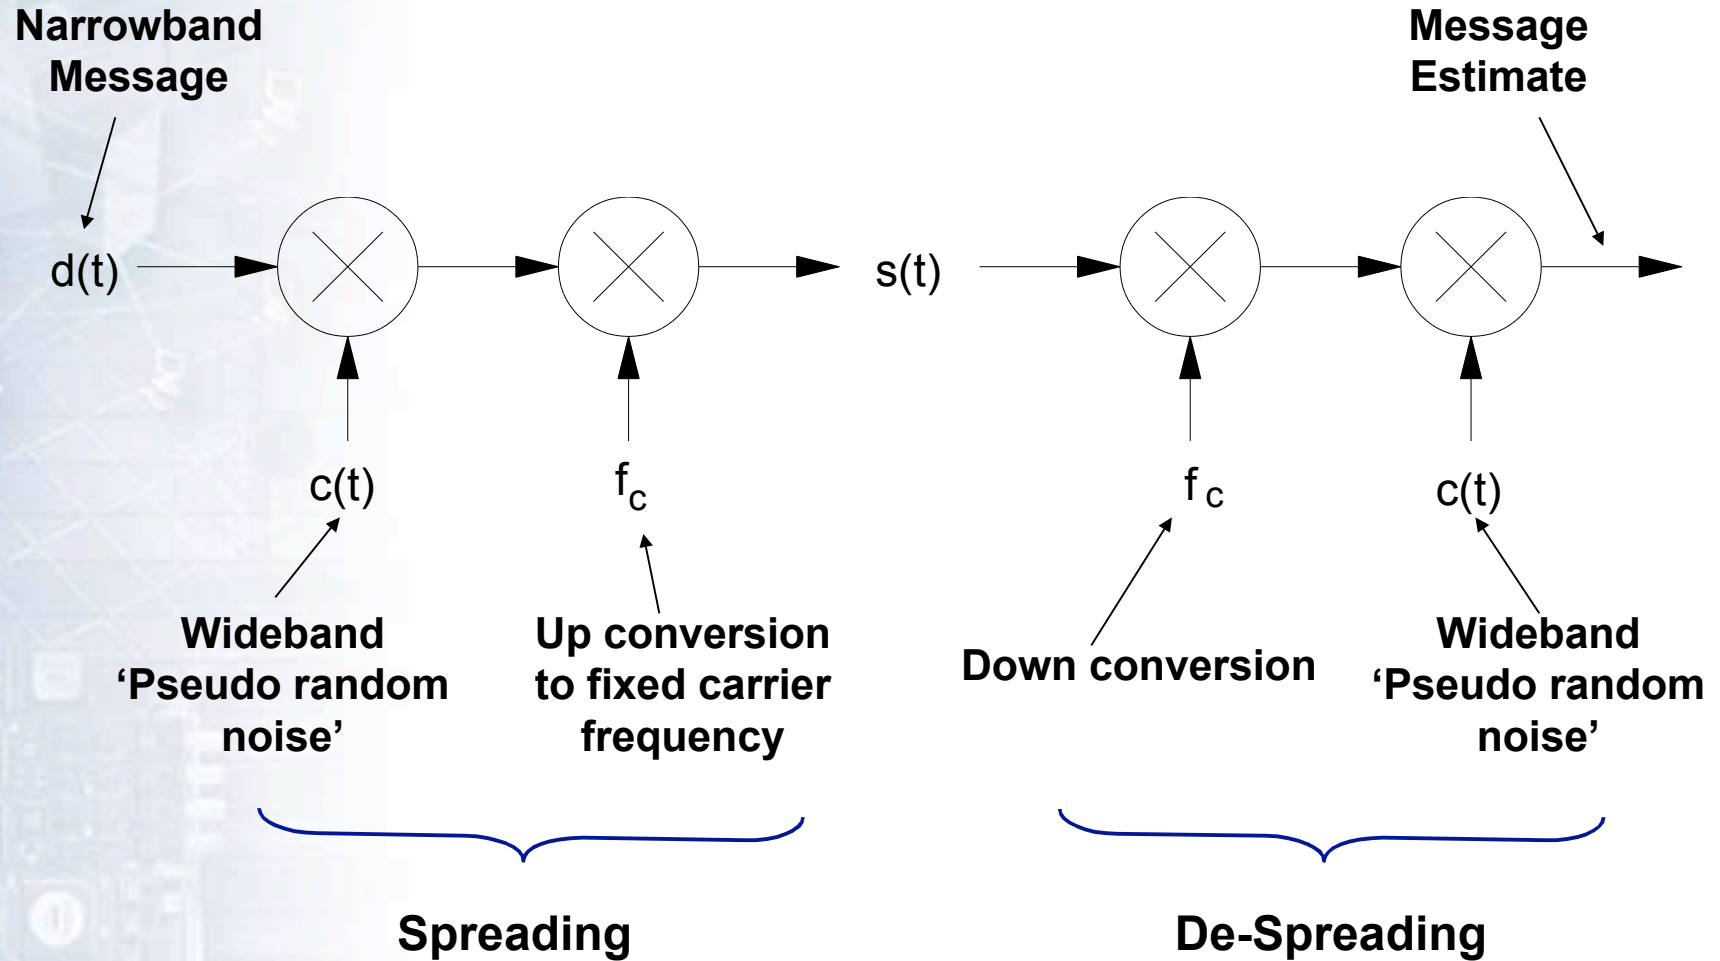 Narrowband
Message
Message
Estimate
d(t)
s(t)
c(t)
fc
f c
c(t)
Wideband
‘Pseudo random
noise’
Up conversion
to fixed carrier
frequency
Down conversion
Wideband
‘Pseudo random
noise’
Spreading
De-Spreading